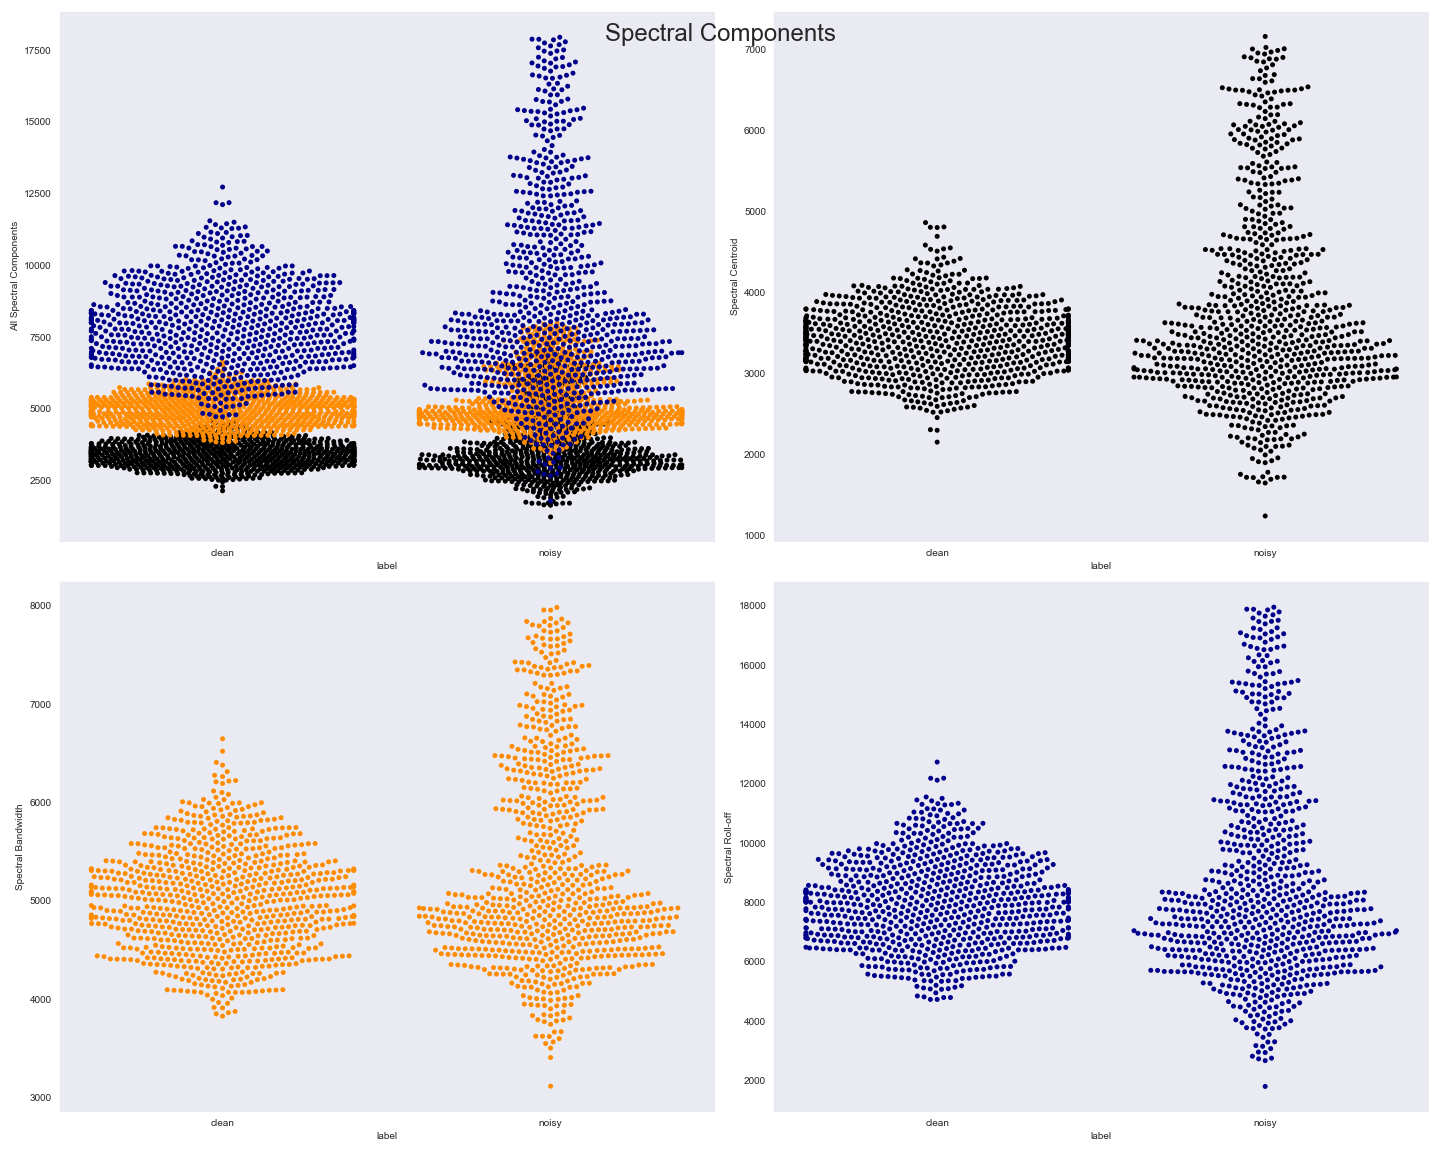 Spectral Components
17500
15000
12500
10000
7500
5000
2500
All Spectral Components
clean
noisy
label
7000
6000
5000
4000
3000
2000
1000
Spectral Centroid
clean
noisy
label
8000
7000
6000
5000
4000
3000
Spectral Bandwidth
clean
noisy
label
18000
16000
14000
12000
10000
8000
6000
4000
2000
Spectral Roll-off
clean
noisy
label